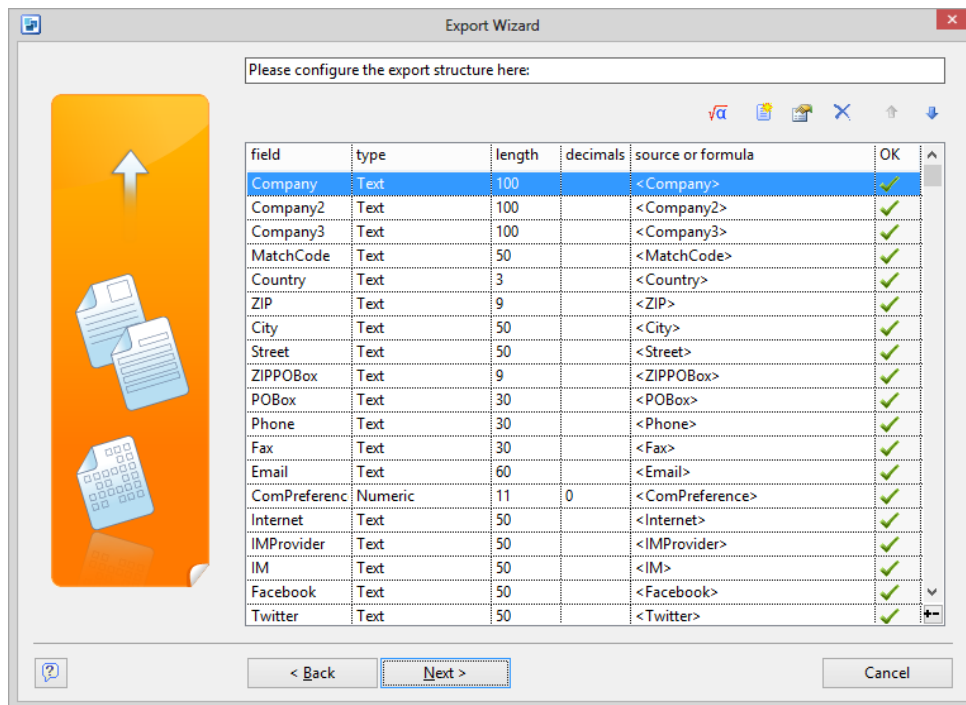 Export Wizard
Please configure the export structure here:
√α
field type length decimals source or formula OK
Company Text 100 <Company>
Company2 Text 100 <Company2>
Company3 Text 100 <Company3>
MatchCode Text 50 <MatchCode>
Country Text 3 <Country>
ZIP Text 9 <ZIP>
City Text 50 <City>
Street Text 50 <Street>
ZIPPOBox Text 9 <ZIPPOBox>
POBox Text 30 <POBox>
Phone Text 30 <Phone>
Fax Text 30 <Fax>
Email Text 60 <Email>
ComPreferenc Numeric 11 0 <ComPreference>
Internet Text 50 <Internet>
IMProvider Text 50 <IMProvider>
IM Text 50 <IM>
Facebook Text 50 <Facebook>
Twitter Text 50 <Twitter>
< Back Next > Cancel